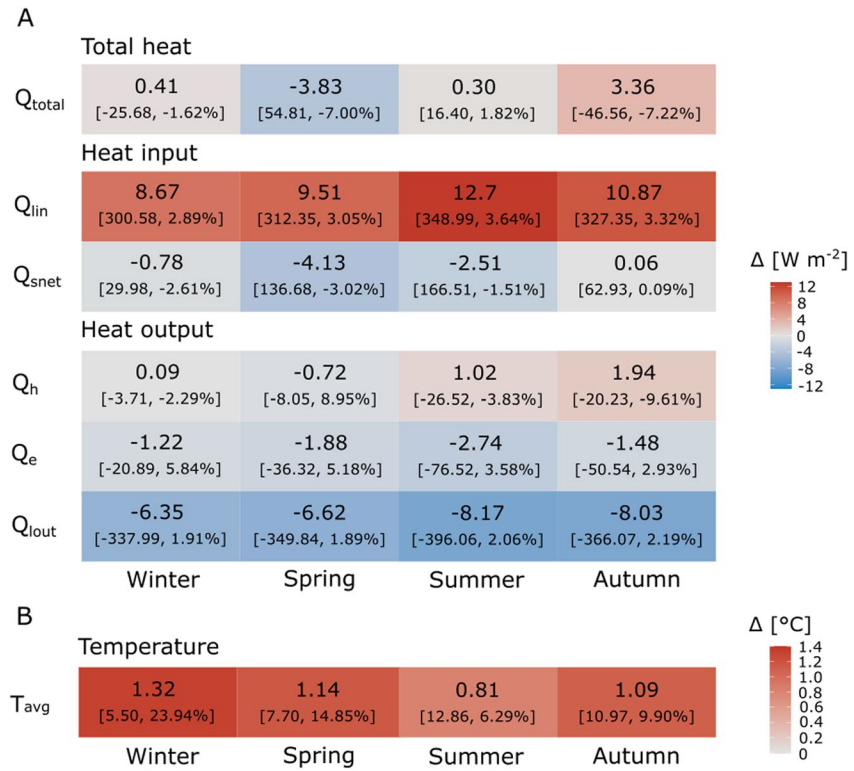 A
Total heat
Q_total 0.41 -3.83 0.30 3.36
[-25.68, -1.62%] [54.81, -7.00%] [16.40, 1.82%] [-46.56, -7.22%]
Heat input
Q_lin 8.67 9.51 12.7 10.87
[300.58, 2.89%] [312.35, 3.05%] [348.99, 3.64%] [327.35, 3.32%]
Q_snet -0.78 -4.13 -2.51 0.06
[29.98, -2.61%] [136.68, -3.02%] [166.51, -1.51%] [62.93, 0.09%]
Heat output
Q_h 0.09 -0.72 1.02 1.94
[-3.71, -2.29%] [-8.05, 8.95%] [-26.52, -3.83%] [-20.23, -9.61%]
Q_e -1.22 -1.88 -2.74 -1.48
[-20.89, 5.84%] [-36.32, 5.18%] [-76.52, 3.58%] [-50.54, 2.93%]
Q_lout -6.35 -6.62 -8.17 -8.03
[-337.99, 1.91%] [-349.84, 1.89%] [-396.06, 2.06%] [-366.07, 2.19%]
Winter Spring Summer Autumn
Δ [W m⁻²]
12
8
4
0
-4
-8
-12
B
Temperature
T_avg 1.32 1.14 0.81 1.09
[5.50, 23.94%] [7.70, 14.85%] [12.86, 6.29%] [10.97, 9.90%]
Winter Spring Summer Autumn
Δ [°C]
1.4
1.2
1.0
0.8
0.6
0.4
0.2
0